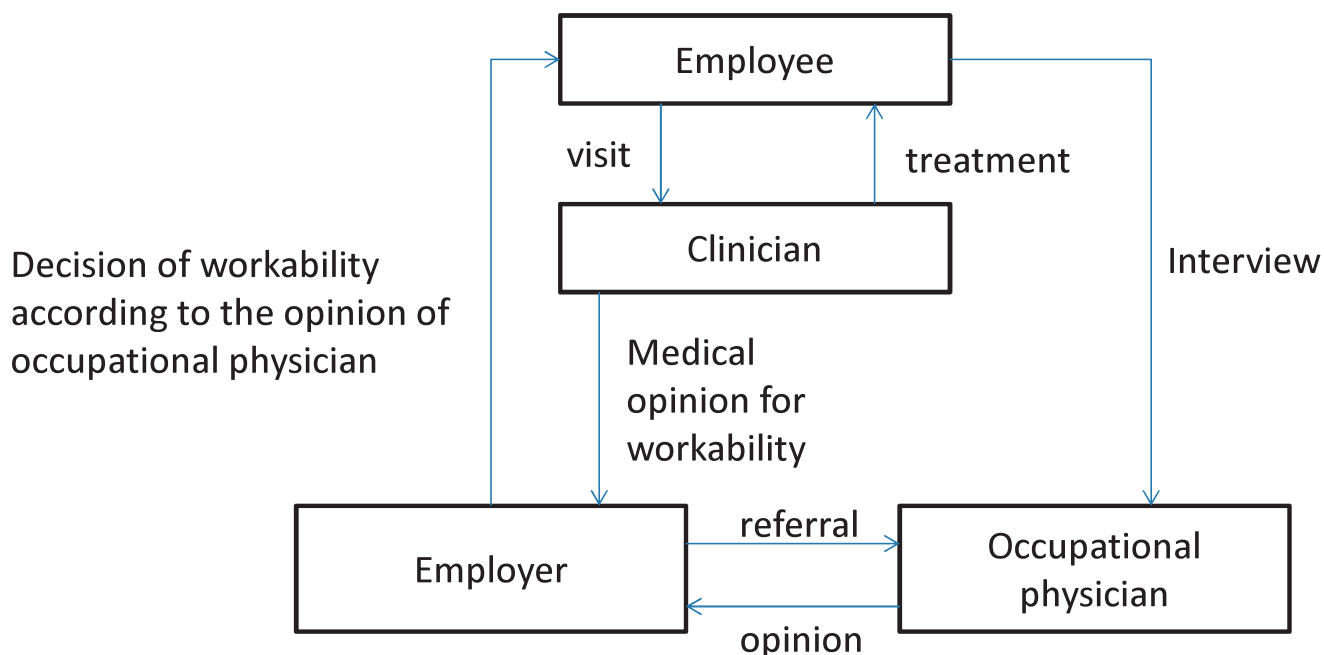 Employee
visit
treatment
Clinician
Decision of workability
according to the opinion of
occupational physician
Interview
Medical
opinion for
workability
Employer
referral
Occupational
physician
opinion